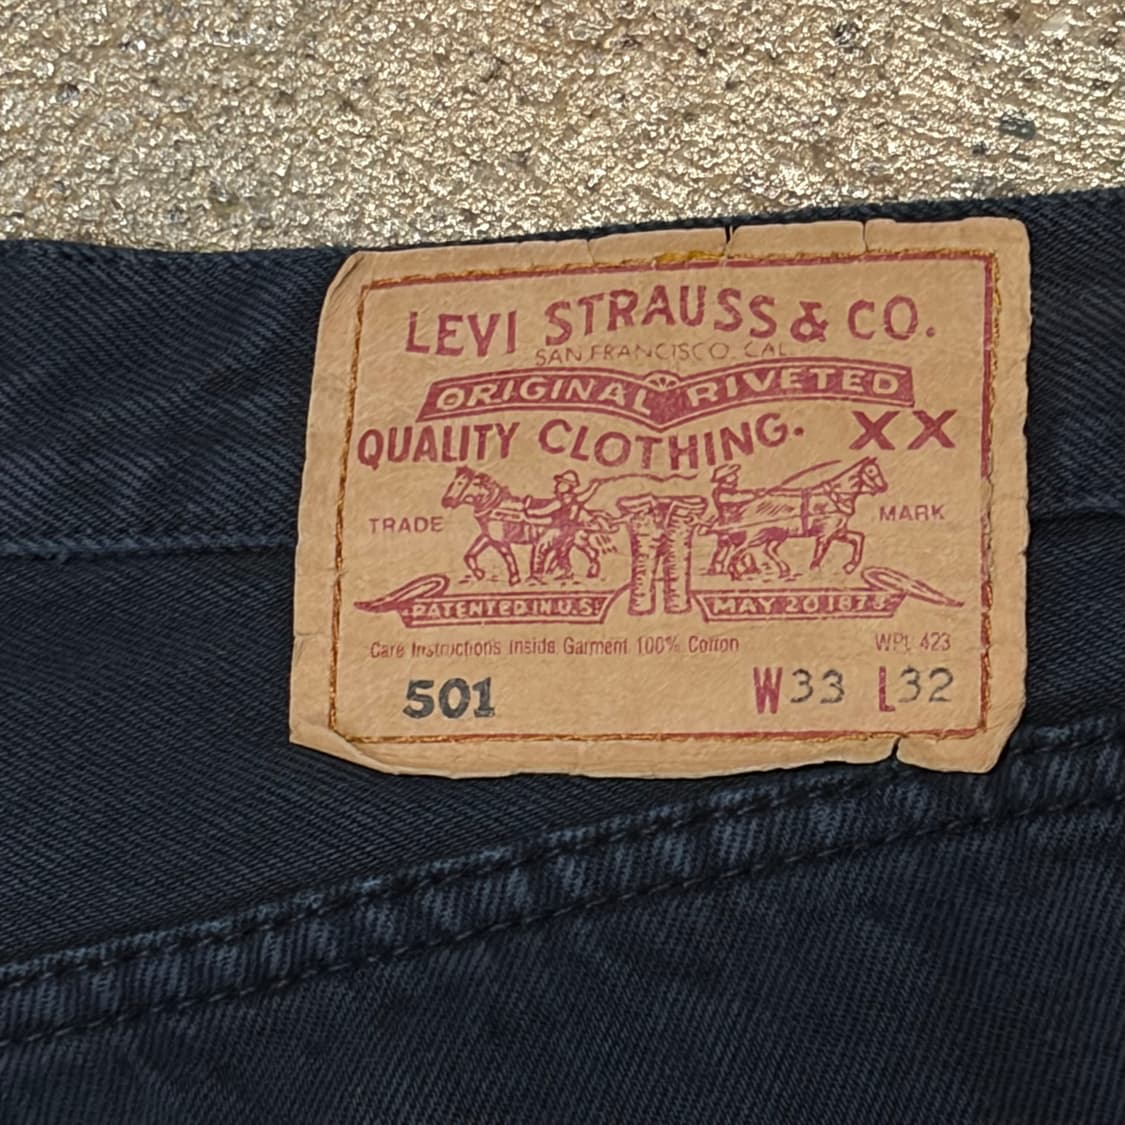 LEVI STRAUSS & CO.
SAN FRANCISCO, CAL.
ORIGINAL RIVETED
QUALITY CLOTHING. XX
TRADE MARK
PATENTED IN U.S. MAY 20 1873
Care Instructions Inside Garment 100% Cotton WPL 423
501 W33 L32